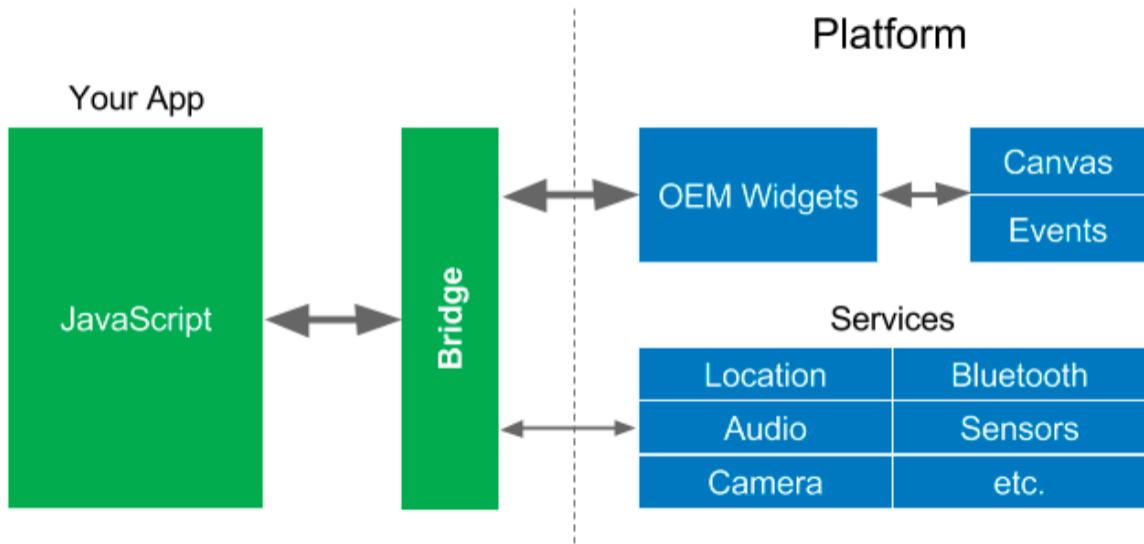 Platform
Your App
JavaScript
Bridge
OEM Widgets
Canvas
Events
Services
Location
Bluetooth
Audio
Sensors
Camera
etc.